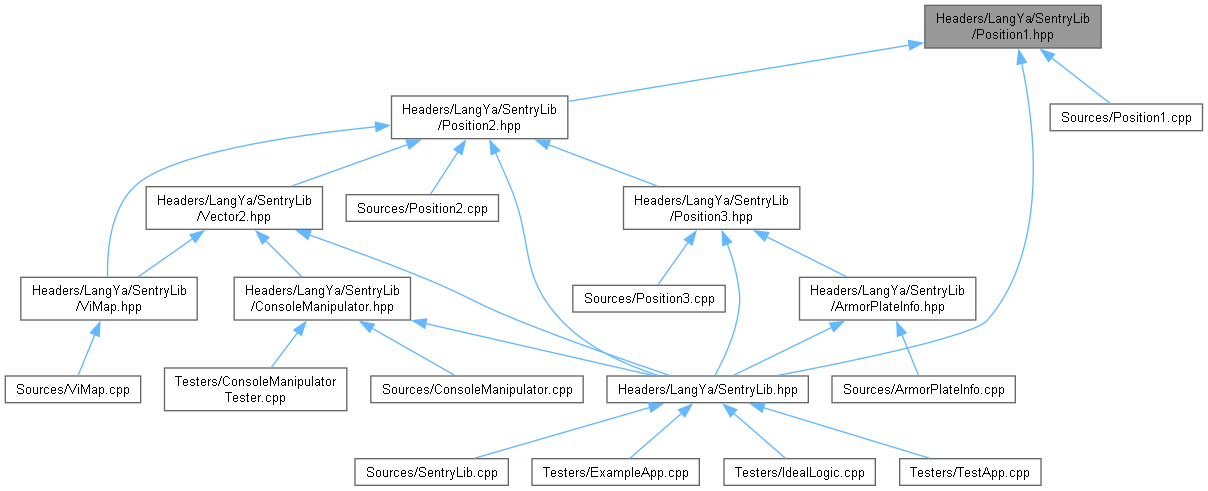 Headers/LangYa/SentryLib
/Position1.hpp
Headers/LangYa/SentryLib
/Position2.hpp
Sources/Position1.cpp
Headers/LangYa/SentryLib
/Vector2.hpp
Sources/Position2.cpp
Headers/LangYa/SentryLib
/Position3.hpp
Headers/LangYa/SentryLib
/ViMap.hpp
Headers/LangYa/SentryLib
/ConsoleManipulator.hpp
Sources/Position3.cpp
Headers/LangYa/SentryLib
/ArmorPlateInfo.hpp
Sources/ViMap.cpp
Testers/ConsoleManipulator
Tester.cpp
Sources/ConsoleManipulator.cpp
Headers/LangYa/SentryLib.hpp
Sources/ArmorPlateInfo.cpp
Sources/SentryLib.cpp
Testers/ExampleApp.cpp
Testers/IdealLogic.cpp
Testers/TestApp.cpp